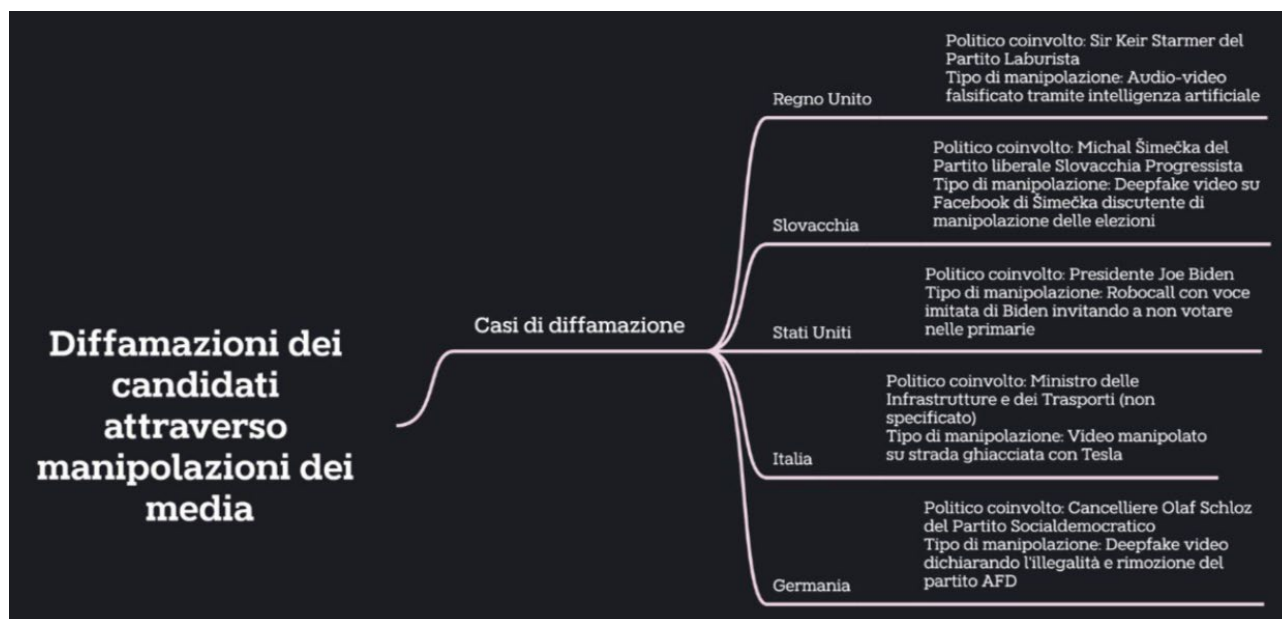 Diffamazioni dei
candidati
attraverso
manipolazioni dei
media
Casi di diffamazione
Regno Unito
Politico coinvolto: Sir Keir Starmer del
Partito Laburista
Tipo di manipolazione: Audio-video
falsificato tramite intelligenza artificiale
Slovacchia
Politico coinvolto: Michal Šimečka del
Partito liberale Slovacchia Progressista
Tipo di manipolazione: Deepfake video su
Facebook di Šimečka discutente di
manipolazione delle elezioni
Stati Uniti
Politico coinvolto: Presidente Joe Biden
Tipo di manipolazione: Robocall con voce
imitata di Biden invitando a non votare
nelle primarie
Italia
Politico coinvolto: Ministro delle
Infrastrutture e dei Trasporti (non
specificato)
Tipo di manipolazione: Video manipolato
su strada ghiacciata con Tesla
Germania
Politico coinvolto: Cancelliere Olaf Schloz
del Partito Socialdemocratico
Tipo di manipolazione: Deepfake video
dichiarando l'illegalità e rimozione del
partito AFD